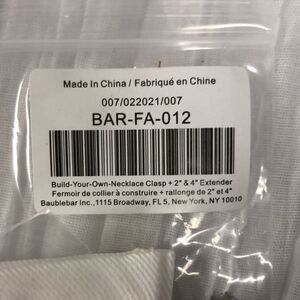 Made In China / Fabriqué en Chine
007/022021/007
BAR-FA-012
Build-Your-Own-Necklace Clasp + 2" & 4" Extender
Fermoir de collier à construire + rallonge de 2" et 4"
Baublebar Inc.,1115 Broadway, FL 5, New York, NY 10010